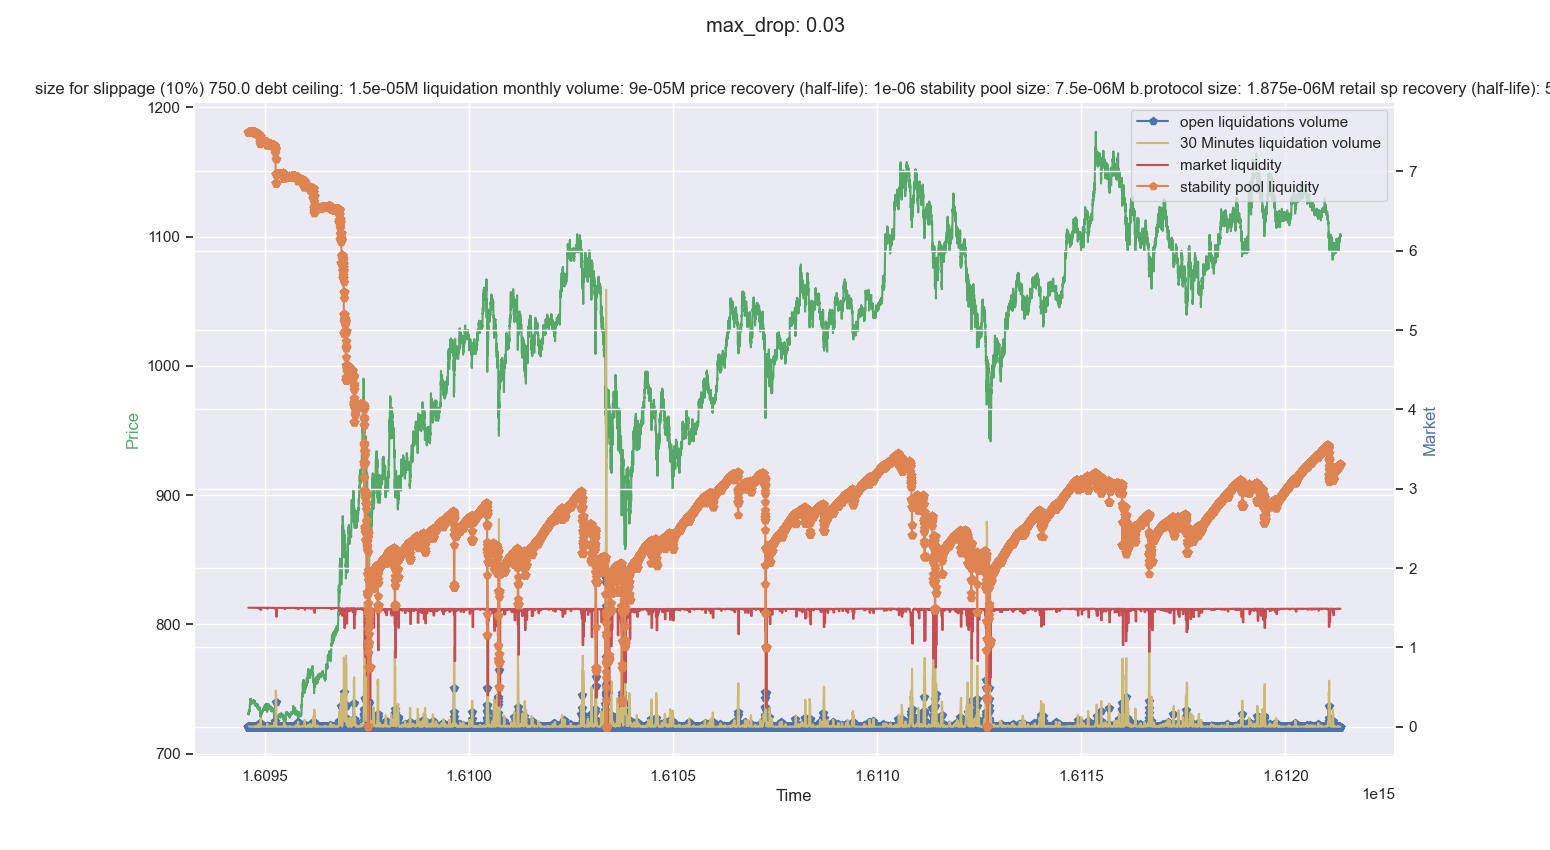 max_drop: 0.03
size for slippage (10%) 750.0 debt ceiling: 1.5e-05M liquidation monthly volume: 9e-05M price recovery (half-life): 1e-06 stability pool size: 7.5e-06M b.protocol size: 1.875e-06M retail sp recovery (half-life):
open liquidations volume
30 Minutes liquidation volume
market liquidity
stability pool liquidity
1200
1100
1000
900
800
700
Price
7
6
5
4
3
2
1
0
Market
1.6095
1.6100
1.6105
1.6110
1.6115
1.6120
1e15
Time